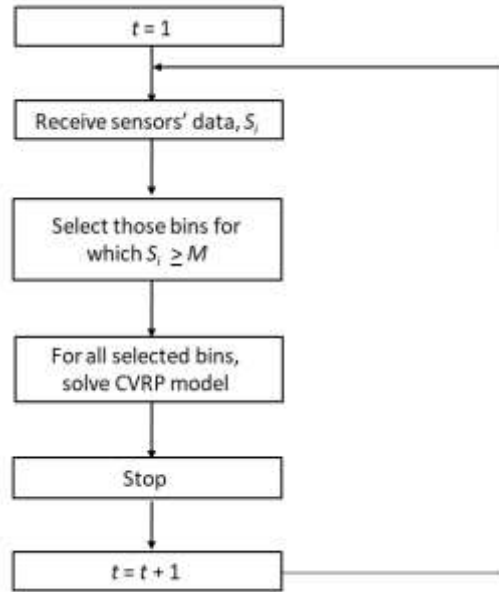 t = 1
Receive sensors' data, Si
Select those bins for
which Si ≥ M
For all selected bins,
solve CVRP model
Stop
t = t + 1